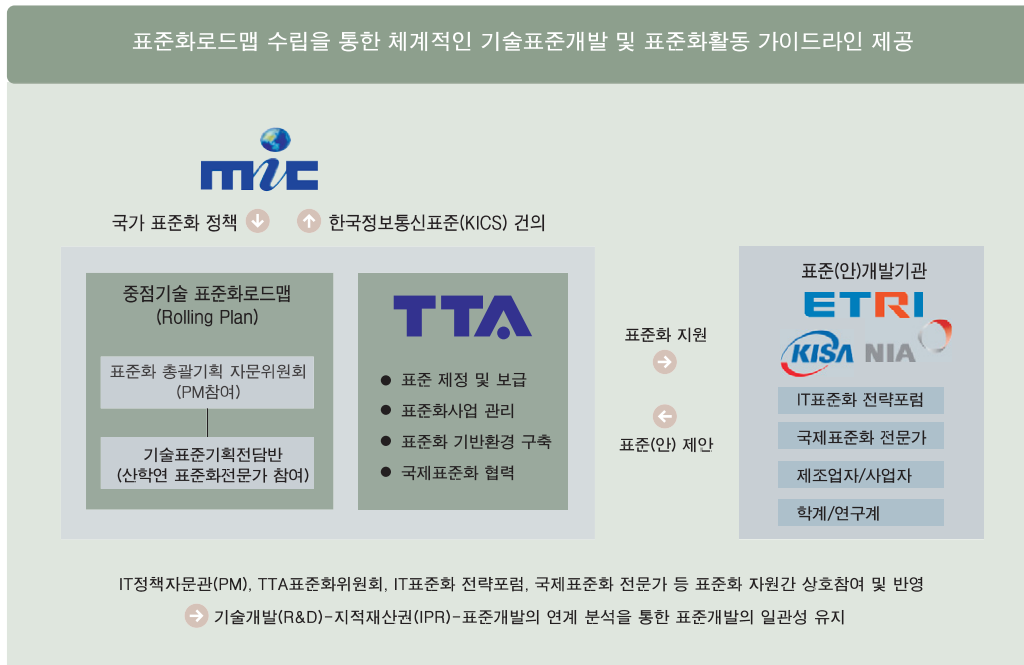 표준화로드맵 수립을 통한 체계적인 기술표준개발 및 표준화활동 가이드라인 제공
mic
국가 표준화 정책
한국정보통신표준(KICS) 건의
중점기술 표준화로드맵
(Rolling Plan)
표준화 총괄기획 자문위원회
(PM참여)
기술표준기획전담반
(산학연 표준화전문가 참여)
TTA
● 표준 제정 및 보급
● 표준화사업 관리
● 표준화 기반환경 구축
● 국제표준화 협력
표준화 지원
표준(안) 제안
표준(안)개발기관
ETRI
KISA NIA
IT표준화 전략포럼
국제표준화 전문가
제조업자/사업자
학계/연구계
IT정책자문관(PM), TTA표준화위원회, IT표준화 전략포럼, 국제표준화 전문가 등 표준화 자원간 상호참여 및 반영
기술개발(R&D)-지적재산권(IPR)-표준개발의 연계 분석을 통한 표준개발의 일관성 유지